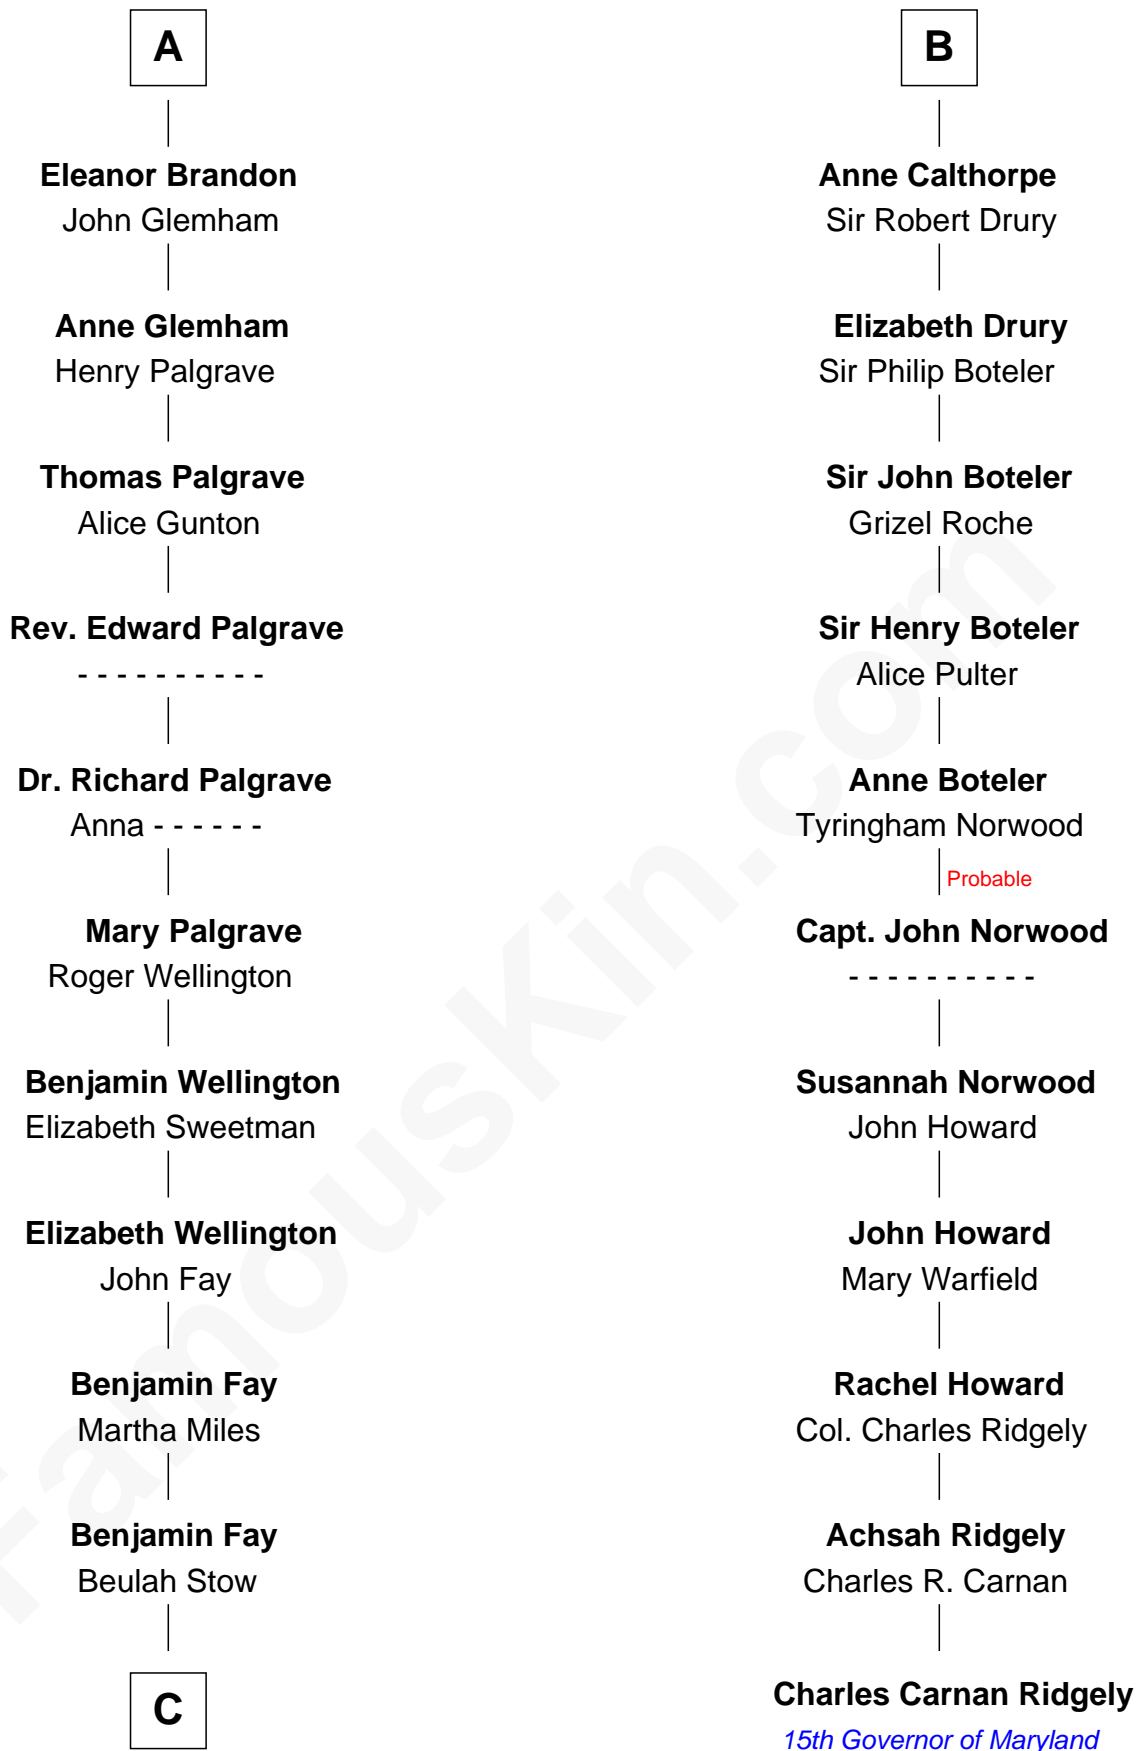 A
Eleanor Brandon
John Glemham
Anne Glemham
Henry Palgrave
Thomas Palgrave
Alice Gunton
Rev. Edward Palgrave
- - - - - - - - - -
Dr. Richard Palgrave
Anna - - - - - -
Mary Palgrave
Roger Wellington
Benjamin Wellington
Elizabeth Sweetman
Elizabeth Wellington
John Fay
Benjamin Fay
Martha Miles
Benjamin Fay
Beulah Stow
C
B
Anne Calthorpe
Sir Robert Drury
Elizabeth Drury
Sir Philip Boteler
Sir John Boteler
Grizel Roche
Sir Henry Boteler
Alice Pulter
Anne Boteler
Tyringham Norwood
Probable
Capt. John Norwood
- - - - - - - - - -
Susannah Norwood
John Howard
John Howard
Mary Warfield
Rachel Howard
Col. Charles Ridgely
Achsah Ridgely
Charles R. Carnan
Charles Carnan Ridgely
15th Governor of Maryland
FamousKin.com